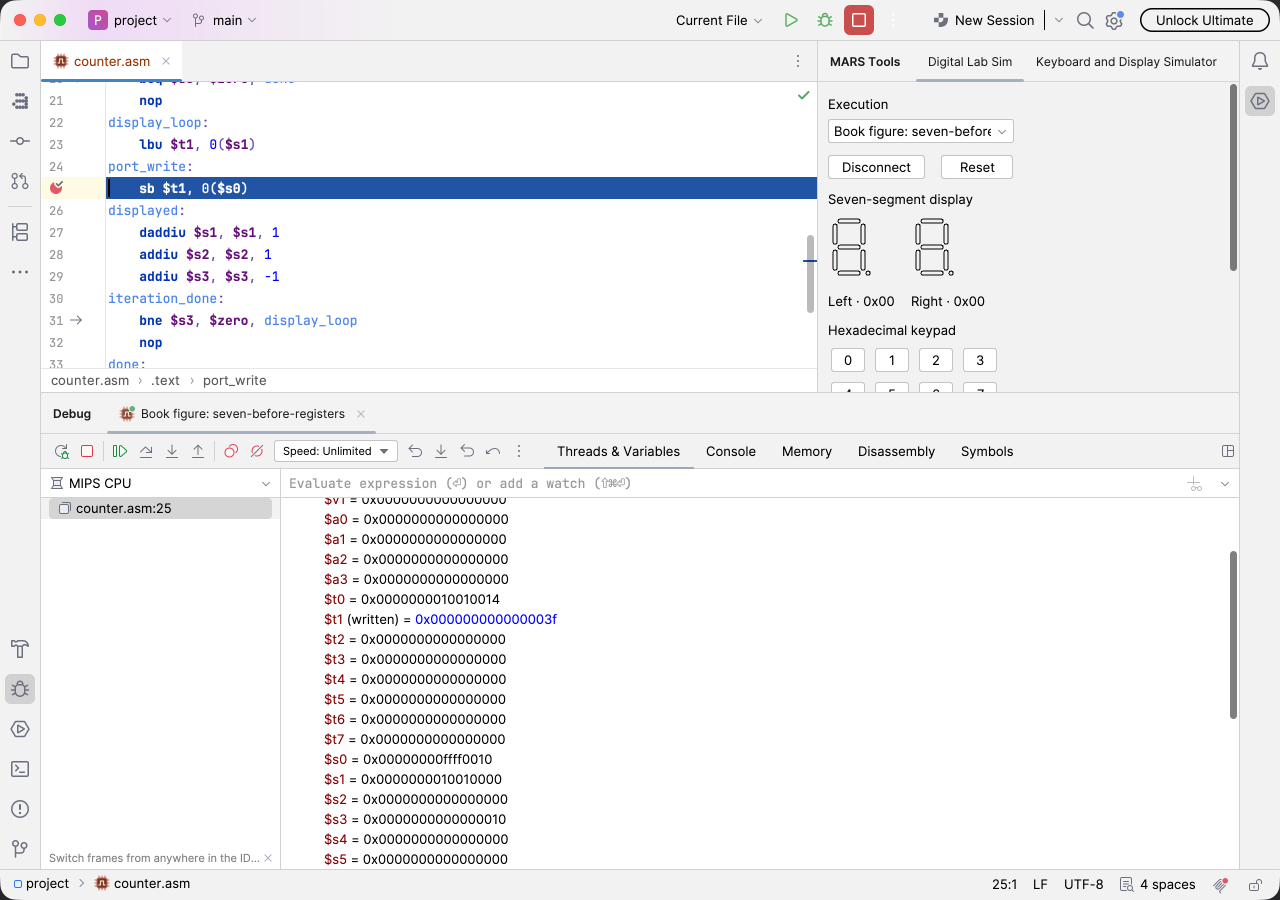 P project main Current File New Session Unlock Ultimate
counter.asm
MARS Tools Digital Lab Sim Keyboard and Display Simulator
21 nop
22 display_loop:
23 lbu $t1, 0($s1)
24 port_write:
sb $t1, 0($s0)
26 displayed:
27 daddiu $s1, $s1, 1
28 addiu $s2, $s2, 1
29 addiu $s3, $s3, -1
30 iteration_done:
31 bne $s3, $zero, display_loop
32 nop
33 done:
counter.asm › .text › port_write
Execution
Book figure: seven-before
Disconnect Reset
Seven-segment display
Left · 0x00 Right · 0x00
Hexadecimal keypad
0 1 2 3
Debug Book figure: seven-before-registers
Speed: Unlimited Threads & Variables Console Memory Disassembly Symbols
MIPS CPU
Evaluate expression (⏎) or add a watch (⇧⌘⏎)
counter.asm:25
$v1 = 0x0000000000000000
$a0 = 0x0000000000000000
$a1 = 0x0000000000000000
$a2 = 0x0000000000000000
$a3 = 0x0000000000000000
$t0 = 0x0000000010010014
$t1 (written) = 0x000000000000003f
$t2 = 0x0000000000000000
$t3 = 0x0000000000000000
$t4 = 0x0000000000000000
$t5 = 0x0000000000000000
$t6 = 0x0000000000000000
$t7 = 0x0000000000000000
$s0 = 0x00000000ffff0010
$s1 = 0x0000000010010000
$s2 = 0x0000000000000000
$s3 = 0x0000000000000010
$s4 = 0x0000000000000000
$s5 = 0x0000000000000000
Switch frames from anywhere in the ID...
project › counter.asm
25:1 LF UTF-8 4 spaces